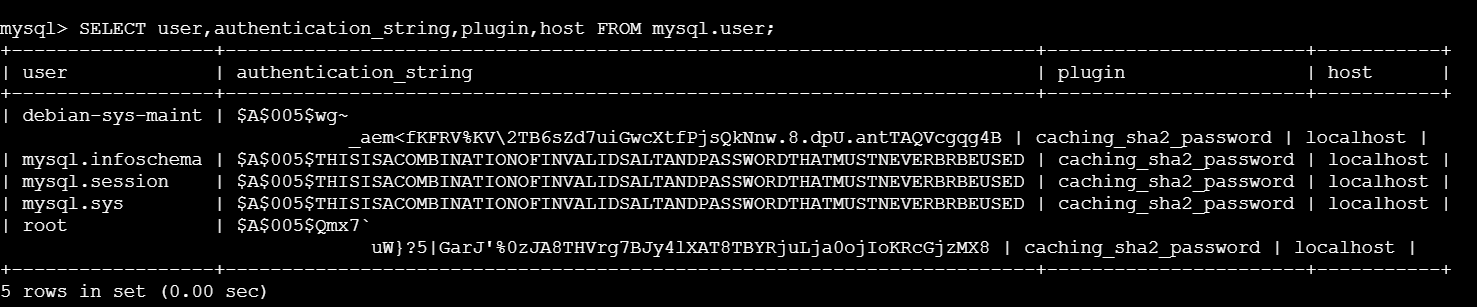 mysql> SELECT user,authentication_string,plugin,host FROM mysql.user;
+------------------+------------------------------------------------------------------------+-----------------------+-----------+
| user             | authentication_string                                                  | plugin                | host      |
+------------------+------------------------------------------------------------------------+-----------------------+-----------+
| debian-sys-maint | $A$005$wg~
_aem<fKFRV%KV\2TB6sZd7uiGwcXtfPjsQkNnw.8.dpU.antTAQVcgqg4B | caching_sha2_password | localhost |
| mysql.infoschema | $A$005$THISISACOMBINATIONOFINVALIDSALTANDPASSWORDTHATMUSTNEVERBRBEUSED | caching_sha2_password | localhost |
| mysql.session    | $A$005$THISISACOMBINATIONOFINVALIDSALTANDPASSWORDTHATMUSTNEVERBRBEUSED | caching_sha2_password | localhost |
| mysql.sys        | $A$005$THISISACOMBINATIONOFINVALIDSALTANDPASSWORDTHATMUSTNEVERBRBEUSED | caching_sha2_password | localhost |
| root             | $A$005$Qmx7`
uW}?5|GarJ'%0zJA8THVrg7BJy4lXAT8TBYRjuLja0ojIoKRcGjzMX8 | caching_sha2_password | localhost |
+------------------+------------------------------------------------------------------------+-----------------------+-----------+
5 rows in set (0.00 sec)